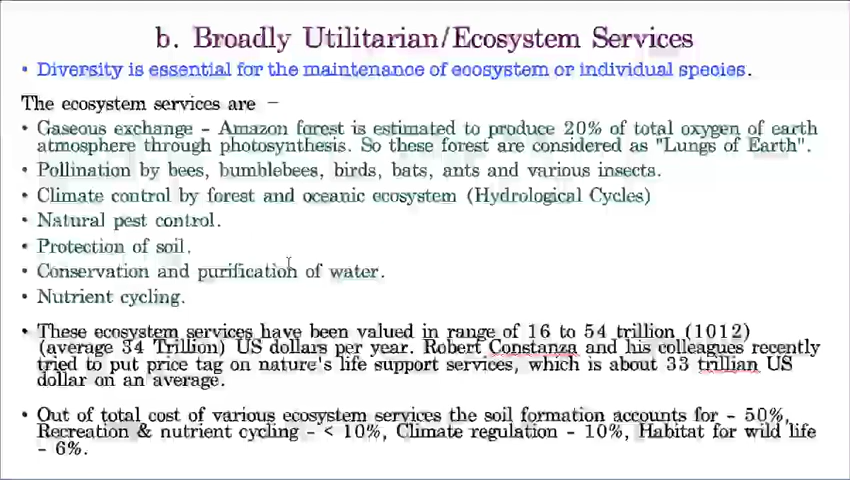 b. Broadly Utilitarian/Ecosystem Services
• Diversity is essential for the maintenance of ecosystem or individual species.
The ecosystem services are –
• Gaseous exchange - Amazon forest is estimated to produce 20% of total oxygen of earth
atmosphere through photosynthesis. So these forest are considered as "Lungs of Earth".
• Pollination by bees, bumblebees, birds, bats, ants and various insects.
• Climate control by forest and oceanic ecosystem (Hydrological Cycles)
• Natural pest control.
• Protection of soil.
• Conservation and purification of water.
• Nutrient cycling.
• These ecosystem services have been valued in range of 16 to 54 trillion (1012)
(average 34 Trillion) US dollars per year. Robert Constanza and his colleagues recently
tried to put price tag on nature's life support services, which is about 33 trillian US
dollar on an average.
• Out of total cost of various ecosystem services the soil formation accounts for - 50%,
Recreation & nutrient cycling - < 10%, Climate regulation - 10%, Habitat for wild life
- 6%.